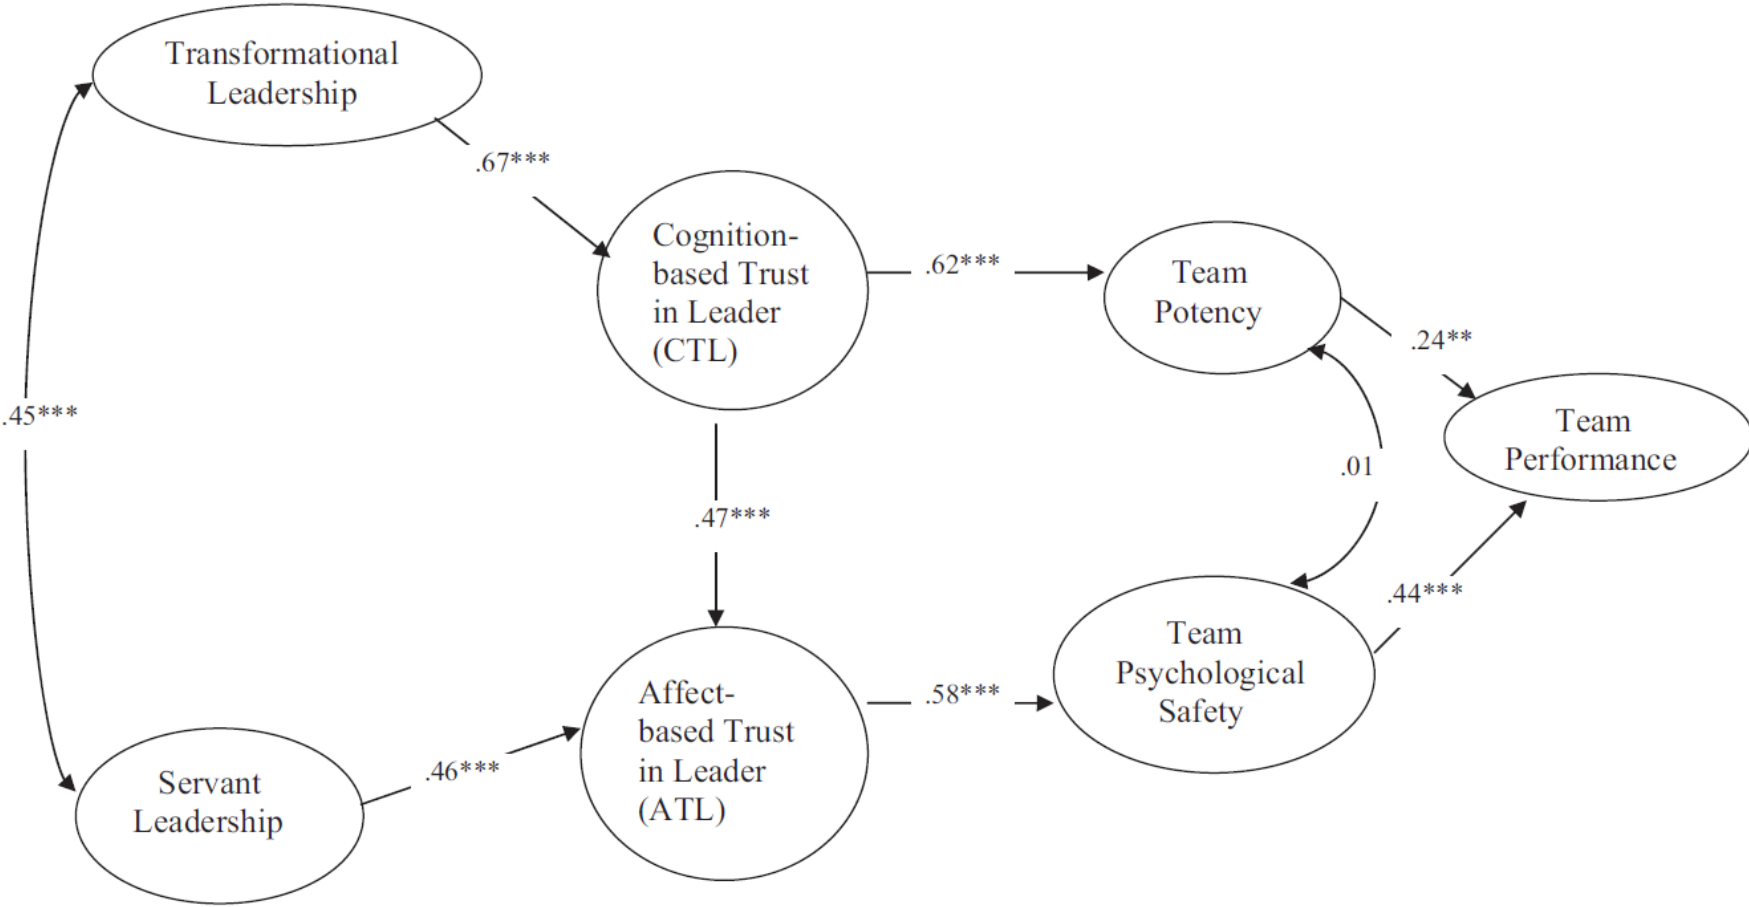 Transformational
Leadership
.67***
Cognition-
based Trust
in Leader
(CTL)
.62***
Team
Potency
.24**
Team
Performance
.45***
.01
.47***
.44***
Team
Psychological
Safety
.58***
Affect-
based Trust
in Leader
(ATL)
.46***
Servant
Leadership